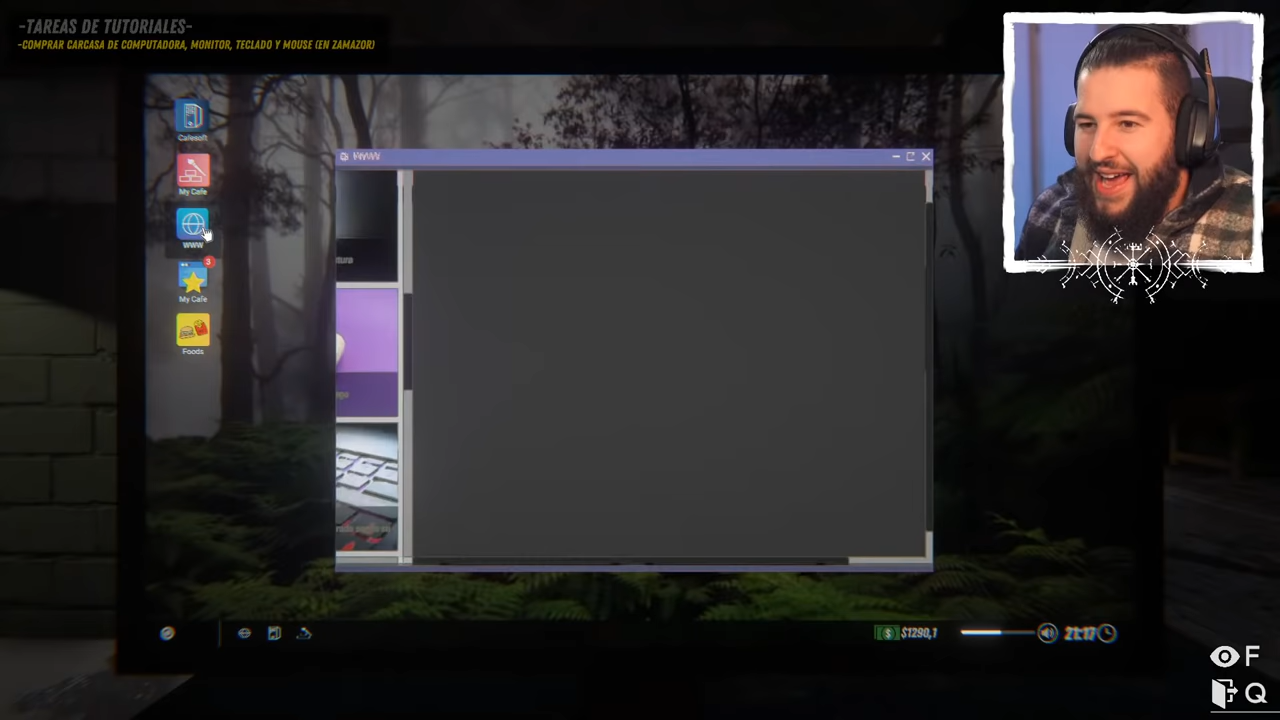 -TAREAS DE TUTORIALES-
-COMPRAR CARCASA DE COMPUTADORA, MONITOR, TECLADO Y MOUSE (EN ZAMAZOR)
Cafesoft
My Cafe
WWW
3
My Cafe
Foods
WWW
$1290,1
21:17
F
Q